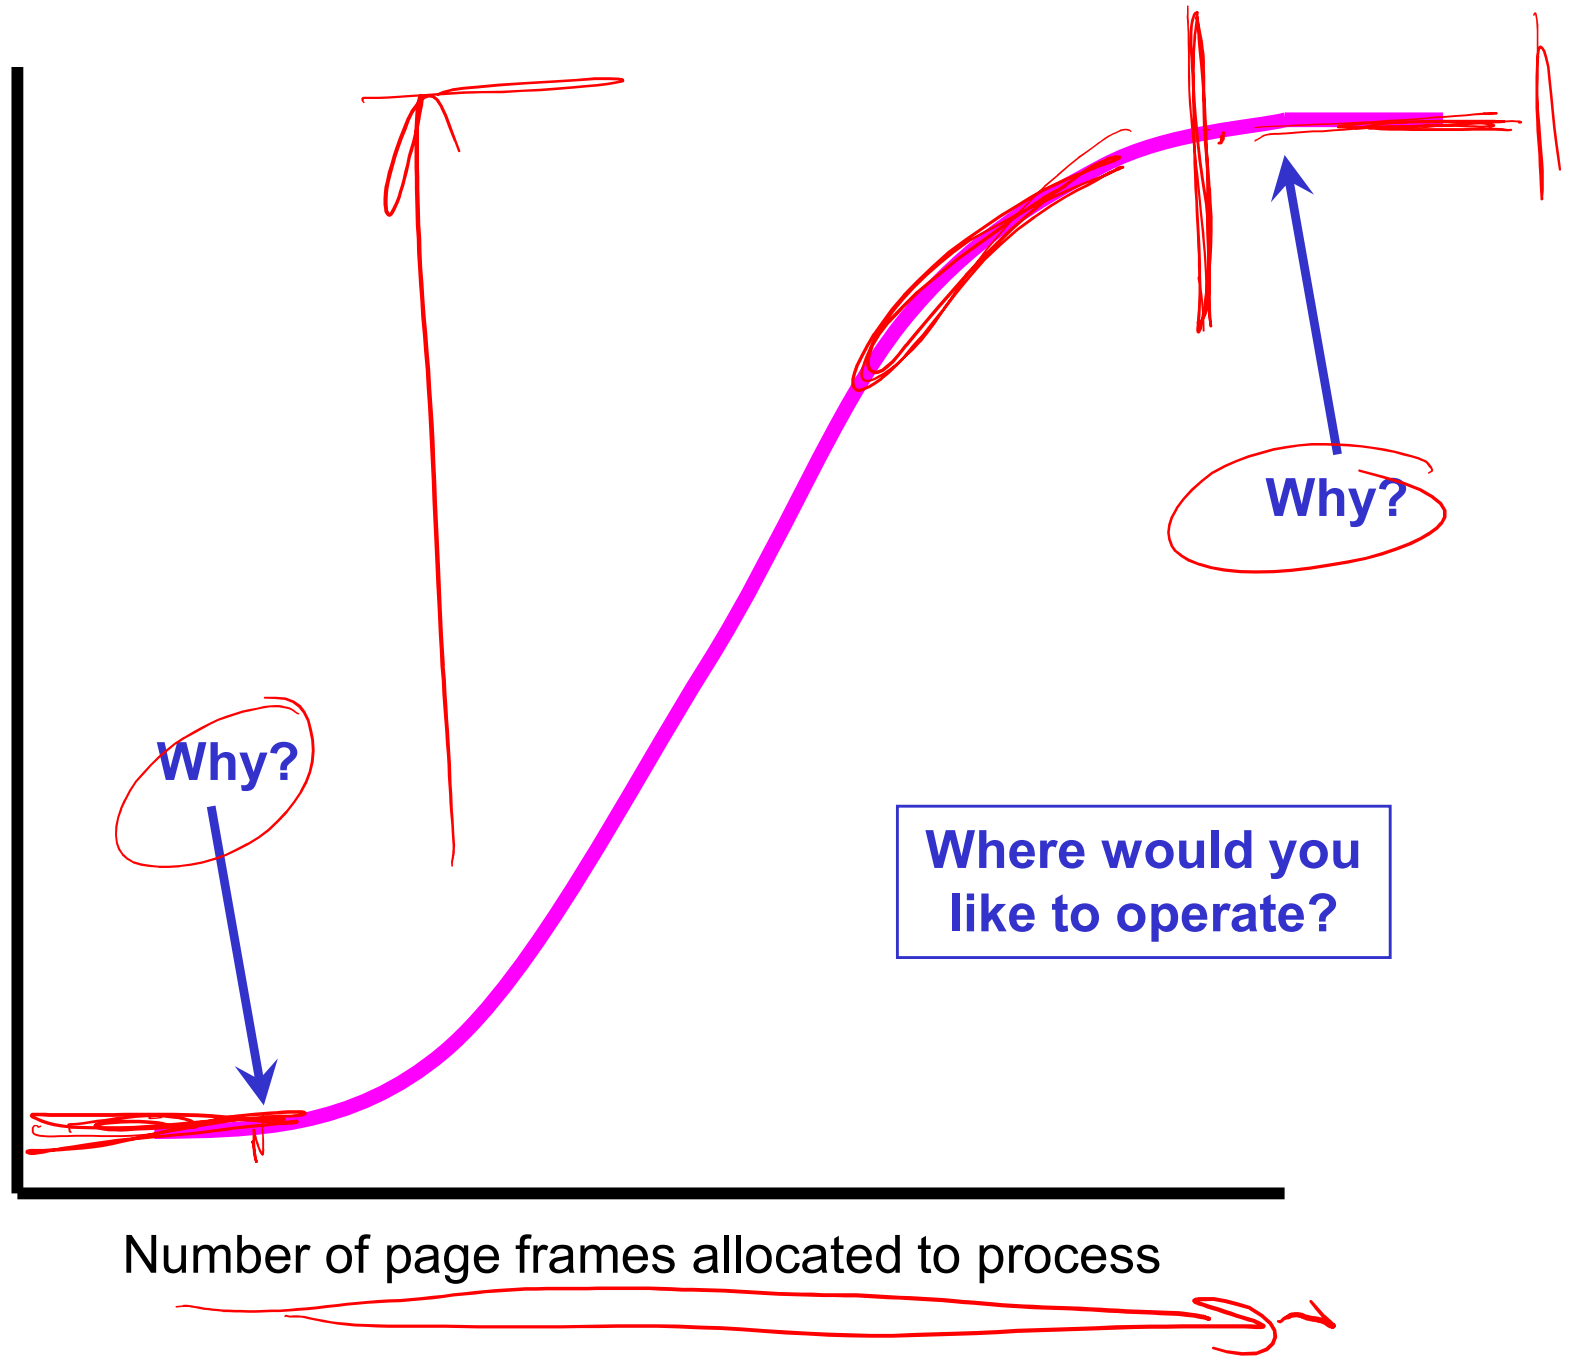 Why?
Why?
Where would you
like to operate?
Number of page frames allocated to process